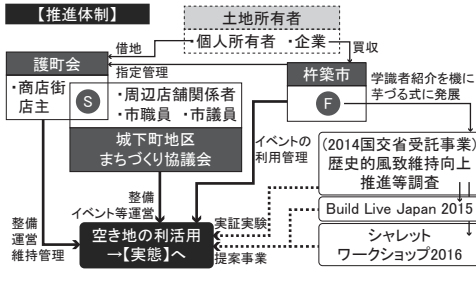 【推進体制】
土地所有者
・個人所有者 ・企業
借地
買収
護町会
指定管理
杵築市
学識者紹介を機に
芋づる式に発展
・商店街
店主
S
・周辺店舗関係者
・市職員 ・市議員
F
城下町地区
まちづくり協議会
イベントの
利用管理
(2014国交省受託事業)
歴史的風致維持向上
推進等調査
整備
イベント等運営
Build Live Japan 2015
整備
運営
維持管理
空き地の利活用
→【実態】へ
実証実験
提案事業
シャレット
ワークショップ2016